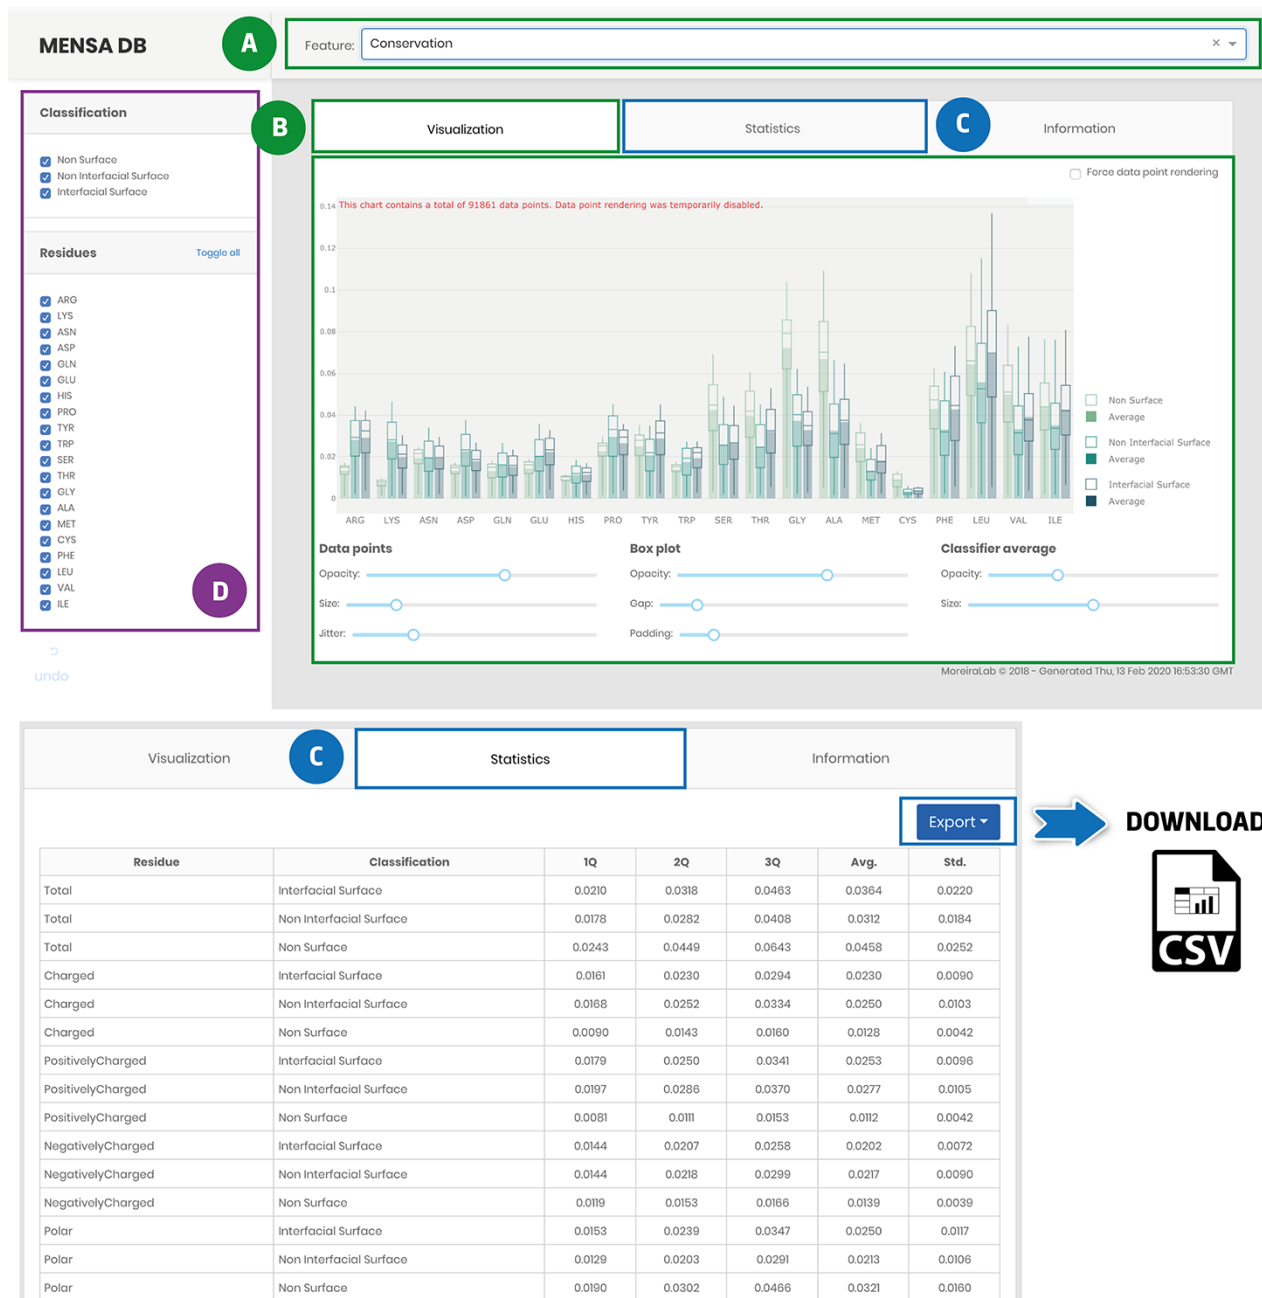 MENSA DB
A
Feature: Conservation × 
Classification
Non Surface
Non Interfacial Surface
Interfacial Surface
Residues Toggle all
ARG
LYS
ASN
ASP
GLN
GLU
HIS
PRO
TYR
TRP
SER
THR
GLY
ALA
MET
CYS
PHE
LEU
VAL
ILE
D
undo
B
Visualization Statistics C Information
Force data point rendering
This chart contains a total of 91861 data points. Data point rendering was temporarily disabled.
0.14
0.12
0.1
0.08
0.06
0.04
0.02
0
ARG LYS ASN ASP GLN GLU HIS PRO TYR TRP SER THR GLY ALA MET CYS PHE LEU VAL ILE
Non Surface
Average
Non Interfacial Surface
Average
Interfacial Surface
Average
Data points Box plot Classifier average
Opacity: Opacity: Opacity:
Size: Gap: Size:
Jitter: Padding:
MoreiraLab © 2018 - Generated Thu, 13 Feb 2020 16:53:30 GMT
Visualization C Statistics Information
Export
DOWNLOAD
CSV
Residue Classification 1Q 2Q 3Q Avg. Std.
Total Interfacial Surface 0.0210 0.0318 0.0463 0.0364 0.0220
Total Non Interfacial Surface 0.0178 0.0282 0.0408 0.0312 0.0184
Total Non Surface 0.0243 0.0449 0.0643 0.0458 0.0252
Charged Interfacial Surface 0.0161 0.0230 0.0294 0.0230 0.0090
Charged Non Interfacial Surface 0.0168 0.0252 0.0334 0.0250 0.0103
Charged Non Surface 0.0090 0.0143 0.0160 0.0128 0.0042
PositivelyCharged Interfacial Surface 0.0179 0.0250 0.0341 0.0253 0.0096
PositivelyCharged Non Interfacial Surface 0.0197 0.0286 0.0370 0.0277 0.0105
PositivelyCharged Non Surface 0.0081 0.0111 0.0153 0.0112 0.0042
NegativelyCharged Interfacial Surface 0.0144 0.0207 0.0258 0.0202 0.0072
NegativelyCharged Non Interfacial Surface 0.0144 0.0218 0.0299 0.0217 0.0090
NegativelyCharged Non Surface 0.0119 0.0153 0.0166 0.0139 0.0039
Polar Interfacial Surface 0.0153 0.0239 0.0347 0.0250 0.0117
Polar Non Interfacial Surface 0.0129 0.0203 0.0291 0.0213 0.0106
Polar Non Surface 0.0190 0.0302 0.0466 0.0321 0.0160